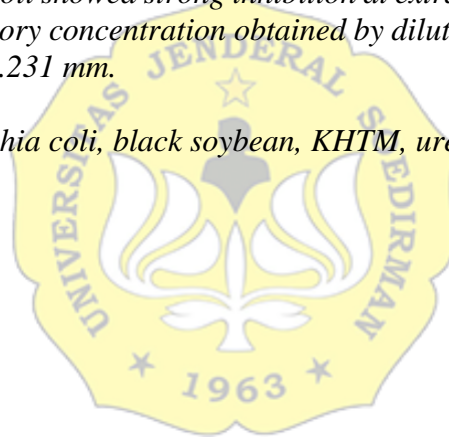 oli showed strong inhibition at extre
ory concentration obtained by dilut
.231 mm.
hia coli, black soybean, KHTM, ure
UNIVERSITAS JENDERAL SOEDIRMAN
1963